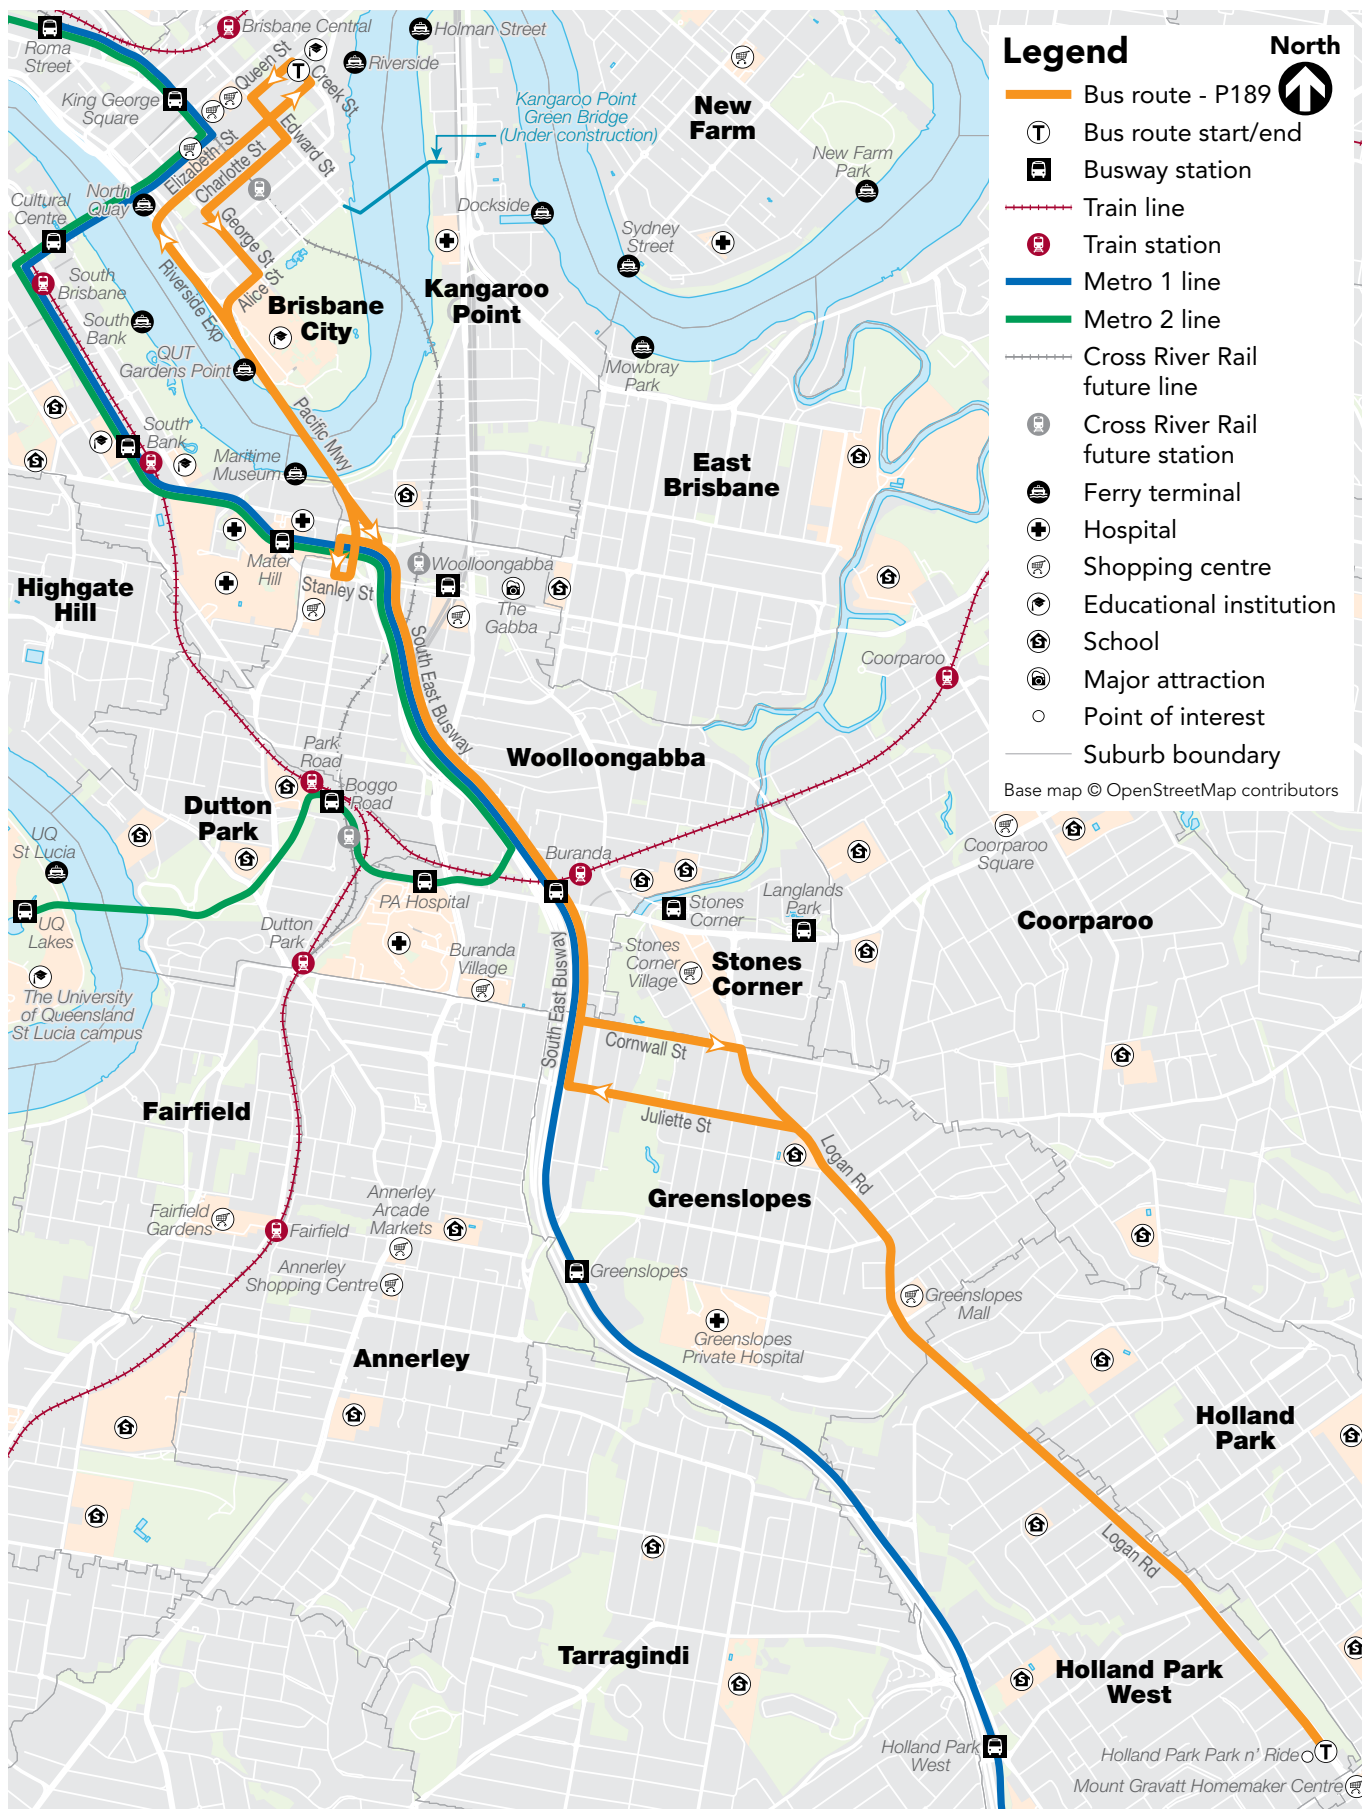 Legend
North
Bus route - P189
T
Bus route start/end
Busway station
Train line
Train station
Metro 1 line
Metro 2 line
Cross River Rail
future line
Cross River Rail
future station
Ferry terminal
Hospital
Shopping centre
Educational institution
School
Major attraction
Point of interest
Suburb boundary
Base map © OpenStreetMap contributors
Roma
Street
Brisbane Central
Holman Street
Riverside
Queen St
T
Creek St
King George
Square
Kangaroo Point
Green Bridge
(Under construction)
New
Farm
New Farm
Park
Edward St
Elizabeth St
Charlotte St
North
Quay
Cultural
Centre
Dockside
Sydney
Street
George St
Alice St
Riverside Exp
South
Brisbane
South
Bank
Brisbane
City
Kangaroo
Point
QUT
Gardens Point
Mowbray
Park
Pacific Mwy
South
Bank
Maritime
Museum
East
Brisbane
Mater
Hill
Stanley St
Woolloongabba
The
Gabba
Highgate
Hill
South East Busway
Coorparoo
Woolloongabba
Park
Road
Boggo
Road
Dutton
Park
UQ
St Lucia
Buranda
PA Hospital
Stones
Corner
Langlands
Park
Coorparoo
Square
Coorparoo
UQ
Lakes
Dutton
Park
Buranda
Village
South East Busway
Stones
Corner
Village
Stones
Corner
The University
of Queensland
St Lucia campus
Cornwall St
Fairfield
Juliette St
Logan Rd
Greenslopes
Annerley
Arcade
Markets
Fairfield
Gardens
Fairfield
Annerley
Shopping Centre
Greenslopes
Greenslopes
Mall
Greenslopes
Private Hospital
Annerley
Holland
Park
Logan Rd
Tarragindi
Holland Park
West
Holland Park
West
Holland Park Park n' Ride
T
Mount Gravatt Homemaker Centre